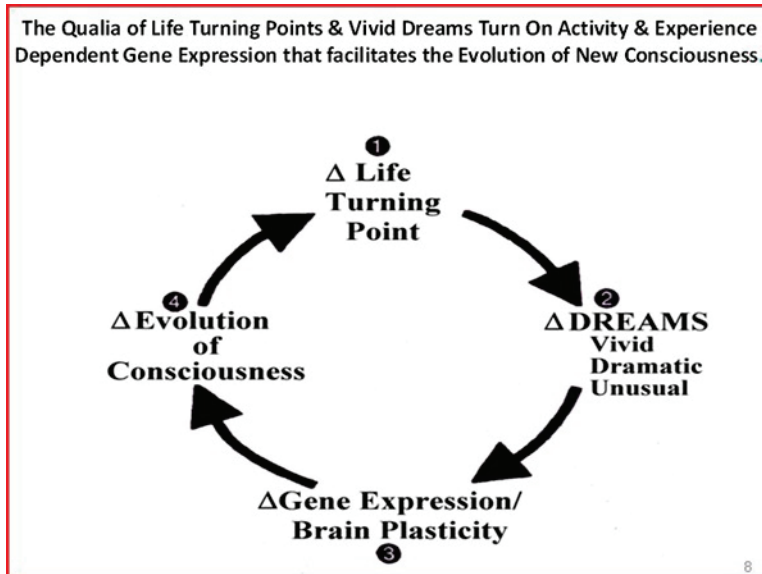 The Qualia of Life Turning Points & Vivid Dreams Turn On Activity & Experience
Dependent Gene Expression that facilitates the Evolution of New Consciousness.
1
Δ Life
Turning
Point
2
Δ DREAMS
Vivid
Dramatic
Unusual
ΔGene Expression/
Brain Plasticity
3
4
Δ Evolution
of
Consciousness
8